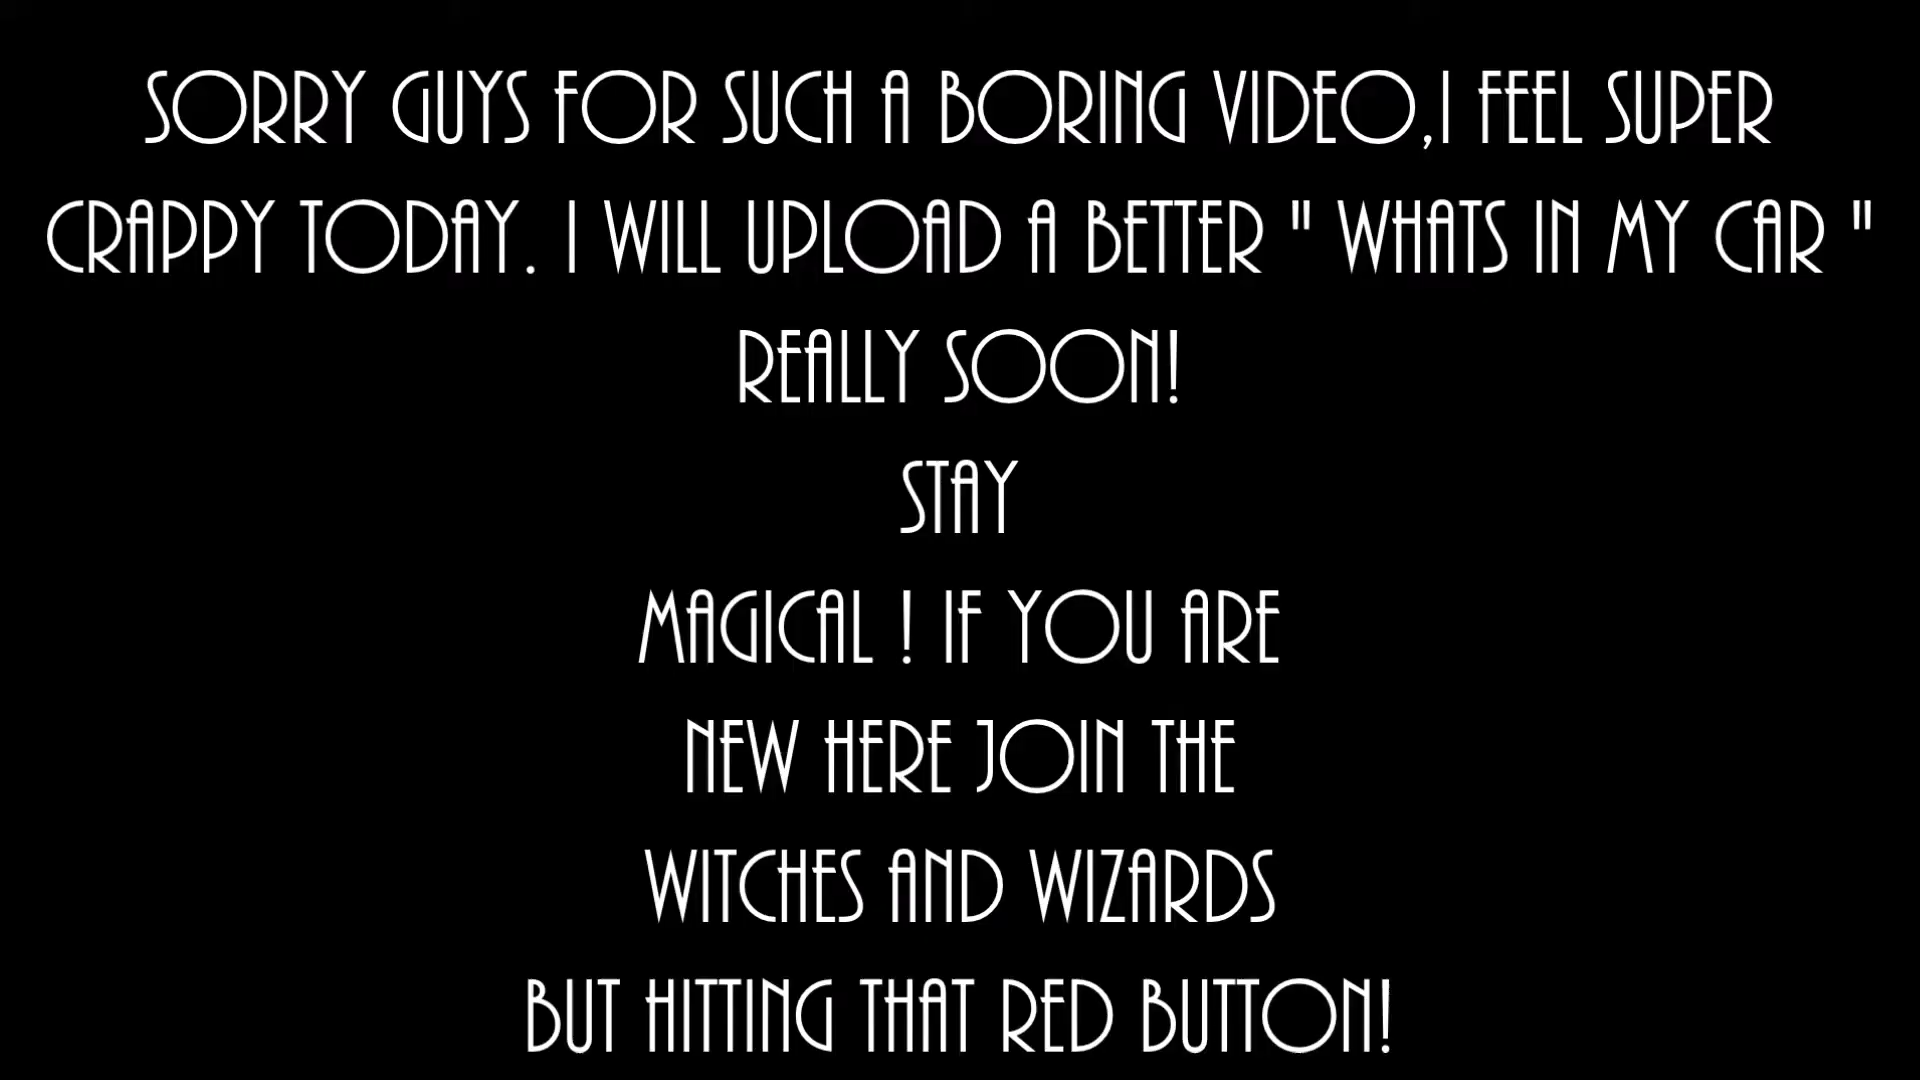 SORRY GUYS FOR SUCH A BORING VIDEO,I FEEL SUPER
CRAPPY TODAY. I WILL UPLOAD A BETTER " WHATS IN MY CAR "
REALLY SOON!
STAY
MAGICAL ! IF YOU ARE
NEW HERE JOIN THE
WITCHES AND WIZARDS
BUT HITTING THAT RED BUTTON!